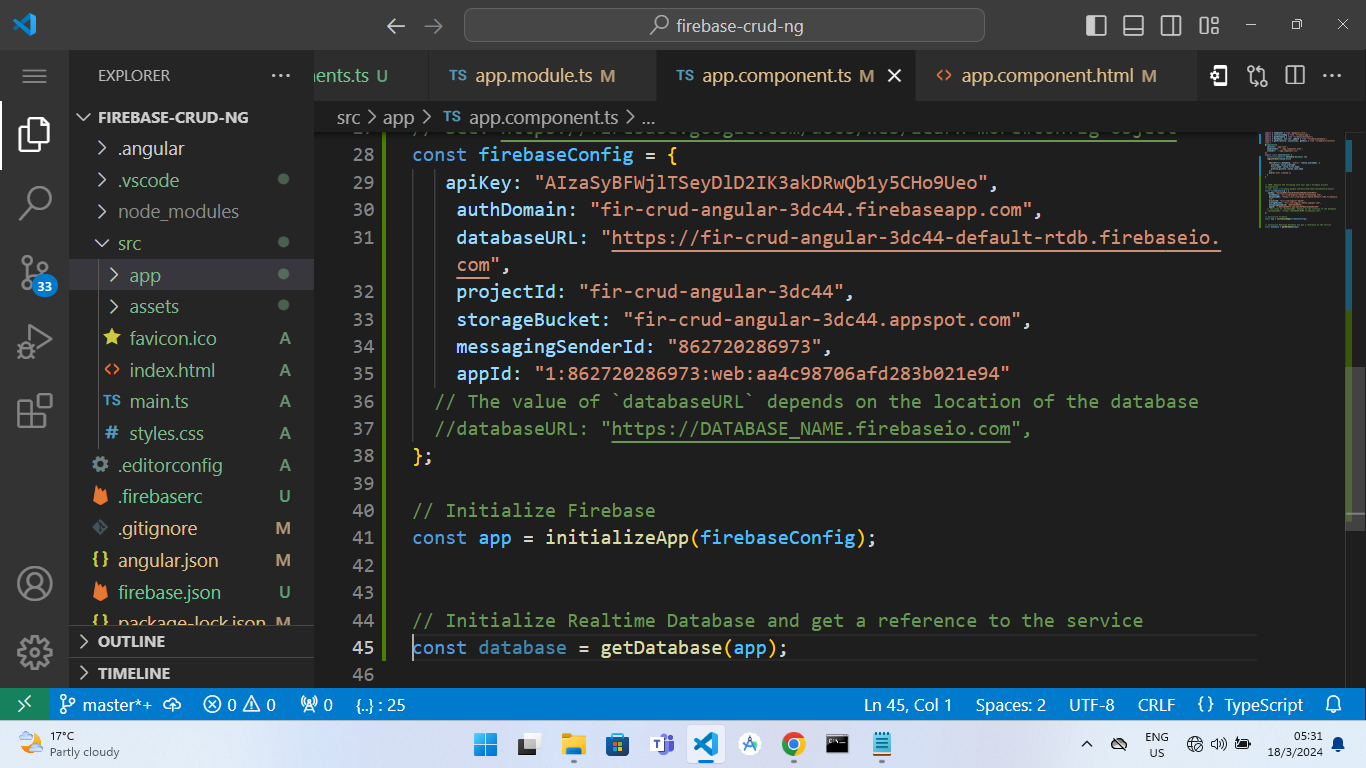 firebase-crud-ng
EXPLORER
ents.ts U
TS app.module.ts M
TS app.component.ts M
<> app.component.html M
FIREBASE-CRUD-NG
src > app > TS app.component.ts > ...
.angular
.vscode
node_modules
src
app
assets
favicon.ico A
<> index.html A
TS main.ts A
# styles.css A
.editorconfig A
.firebaserc U
.gitignore M
{} angular.json M
firebase.json U
{} package-lock.json M
OUTLINE
TIMELINE
33
28 const firebaseConfig = {
29 apiKey: "AIzaSyBFWjlTSeyDlD2IK3akDRwQb1y5CHo9Ueo",
30 authDomain: "fir-crud-angular-3dc44.firebaseapp.com",
31 databaseURL: "https://fir-crud-angular-3dc44-default-rtdb.firebaseio.
com",
32 projectId: "fir-crud-angular-3dc44",
33 storageBucket: "fir-crud-angular-3dc44.appspot.com",
34 messagingSenderId: "862720286973",
35 appId: "1:862720286973:web:aa4c98706afd283b021e94"
36 // The value of `databaseURL` depends on the location of the database
37 //databaseURL: "https://DATABASE_NAME.firebaseio.com",
38 };
39
40 // Initialize Firebase
41 const app = initializeApp(firebaseConfig);
42
43
44 // Initialize Realtime Database and get a reference to the service
45 const database = getDatabase(app);
46
master*+ 0 0 0 {..} : 25
Ln 45, Col 1 Spaces: 2 UTF-8 CRLF {} TypeScript
17°C
Partly cloudy
ENG
US
05:31
18/3/2024